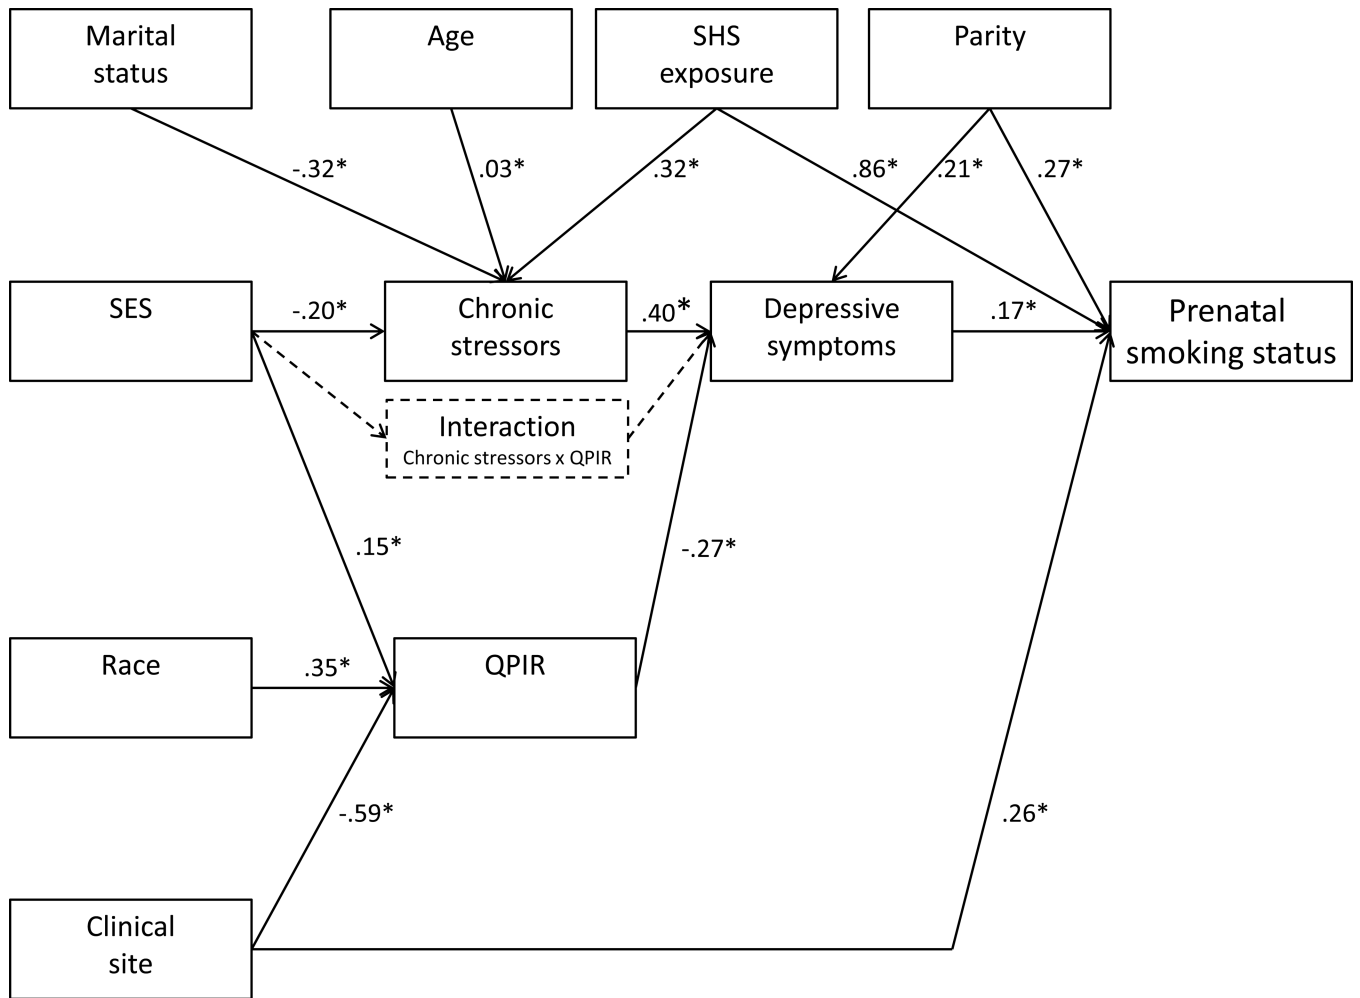 Marital
status
Age
SHS
exposure
Parity
-.32*
.03*
.32*
.86*
.21*
.27*
SES
-.20*
Chronic
stressors
.40*
Depressive
symptoms
.17*
Prenatal
smoking status
Interaction
Chronic stressors x QPIR
.15*
-.27*
Race
.35*
QPIR
-.59*
.26*
Clinical
site